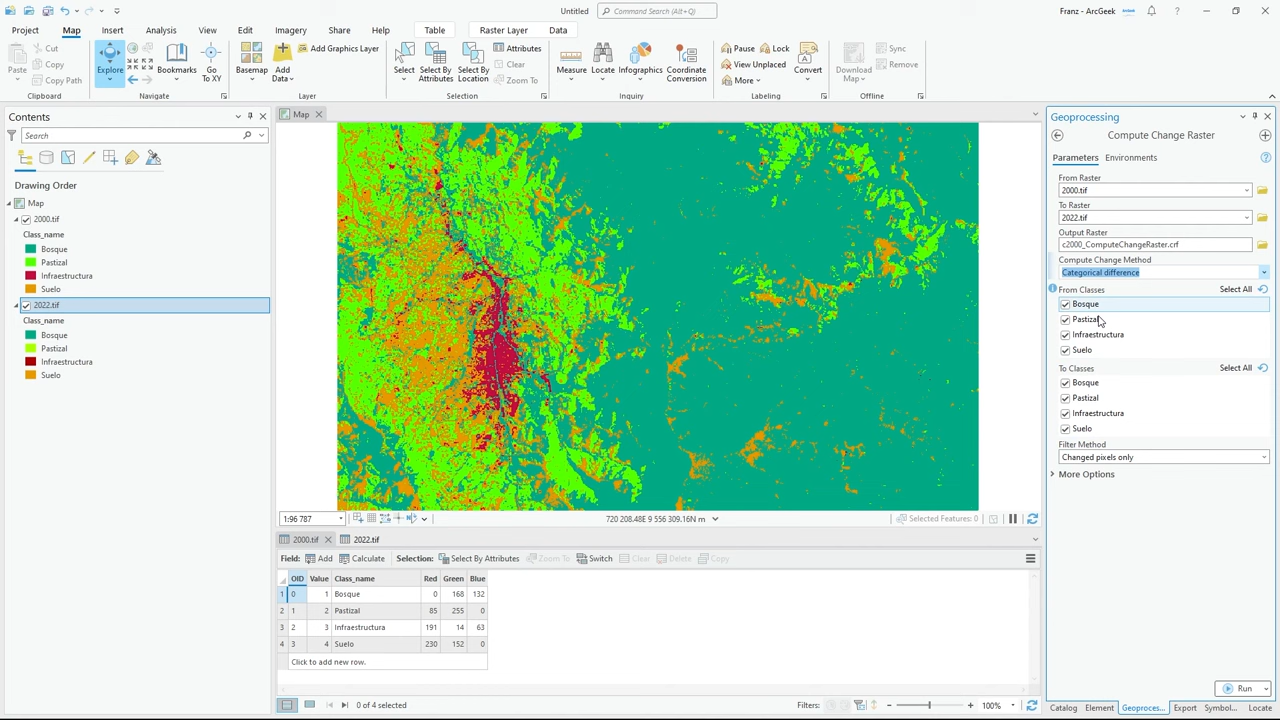 Untitled
Command Search (Alt+Q)
Franz - ArcGeek
ArcGeek
?
Project
Map
Insert
Analysis
View
Edit
Imagery
Share
Help
Table
Raster Layer
Data
Paste
Cut
Copy
Copy Path
Clipboard
Explore
Bookmarks
Go To XY
Navigate
Basemap
Add Data
Add Graphics Layer
Layer
Select
Select By Attributes
Select By Location
Attributes
Clear
Zoom To
Selection
Measure
Locate
Infographics
Coordinate Conversion
Inquiry
Pause
Lock
View Unplaced
More
Convert
Labeling
Download Map
Sync
Remove
Offline
Contents
Search
Drawing Order
Map
2000.tif
Class_name
Bosque
Pastizal
Infraestructura
Suelo
2022.tif
Class_name
Bosque
Pastizal
Infraestructura
Suelo
Map
1:96 787
720 208.48E 9 556 309.16N m
Selected Features: 0
2000.tif
2022.tif
Field:
Add
Calculate
Selection:
Select By Attributes
Zoom To
Switch
Clear
Delete
Copy
OID Value Class_name Red Green Blue
1 0 1 Bosque 0 168 132
2 1 2 Pastizal 85 255 0
3 2 3 Infraestructura 191 14 63
4 3 4 Suelo 230 152 0
Click to add new row.
0 of 4 selected
Filters:
100%
Geoprocessing
Compute Change Raster
Parameters
Environments
From Raster
2000.tif
To Raster
2022.tif
Output Raster
c2000_ComputeChangeRaster.crf
Compute Change Method
Categorical difference
From Classes
Select All
Bosque
Pastizal
Infraestructura
Suelo
To Classes
Select All
Bosque
Pastizal
Infraestructura
Suelo
Filter Method
Changed pixels only
More Options
Run
Catalog
Element
Geoproces...
Export
Symbol...
Locate